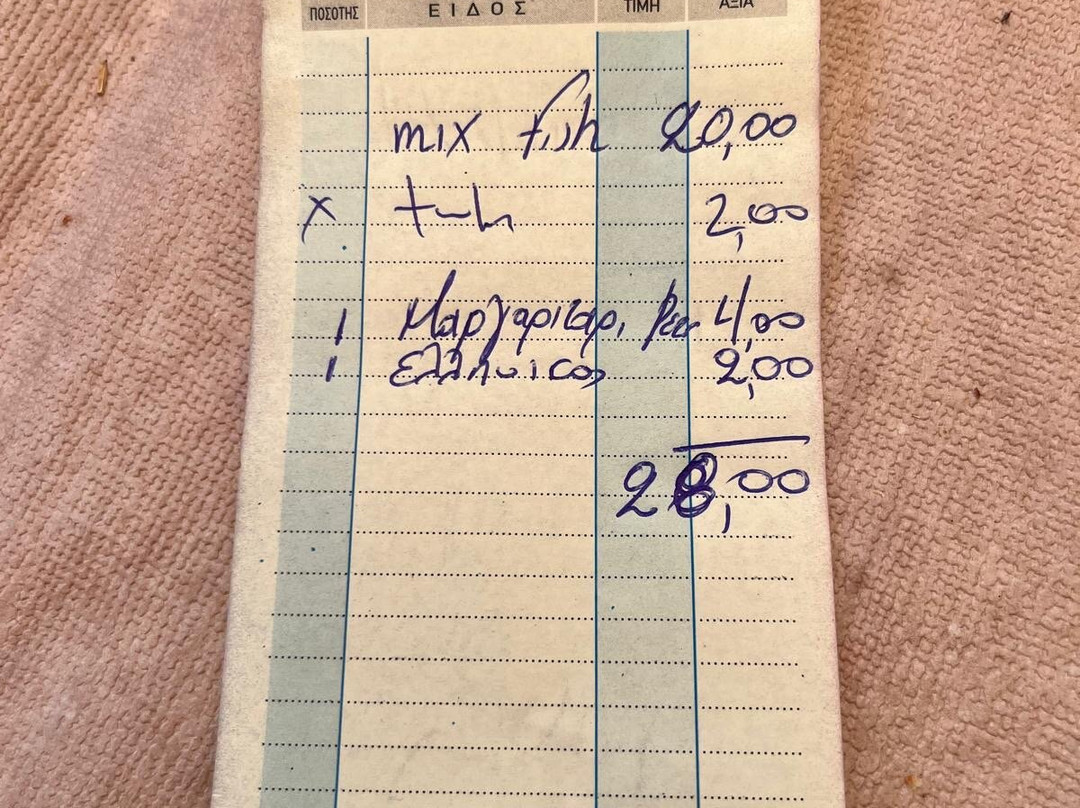 ΠΟΣΟΤΗΣ ΕΙΔΟΣ ΤΙΜΗ ΑΞΙΑ
mix fish 20,00
x 2,00
1 Μαργαριταρι 4,00
1 ελληνικος 2,00
28,00